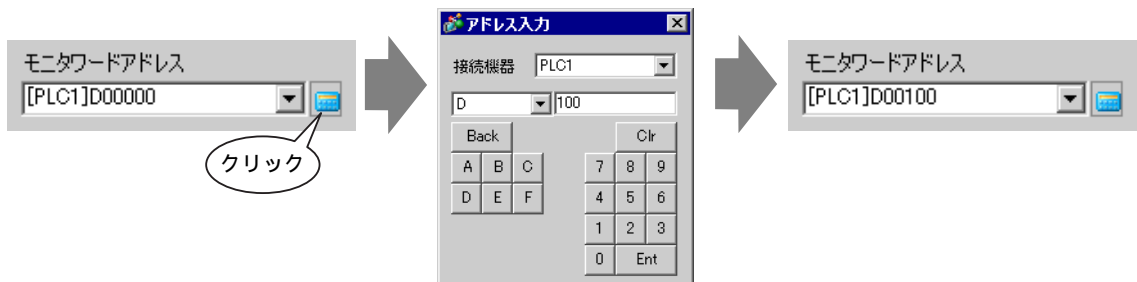 モニタワードアドレス
[PLC1]D00000
クリック
アドレス入力
接続機器 PLC1
D 100
Back Clr
A B C 7 8 9
D E F 4 5 6
1 2 3
0 Ent
モニタワードアドレス
[PLC1]D00100